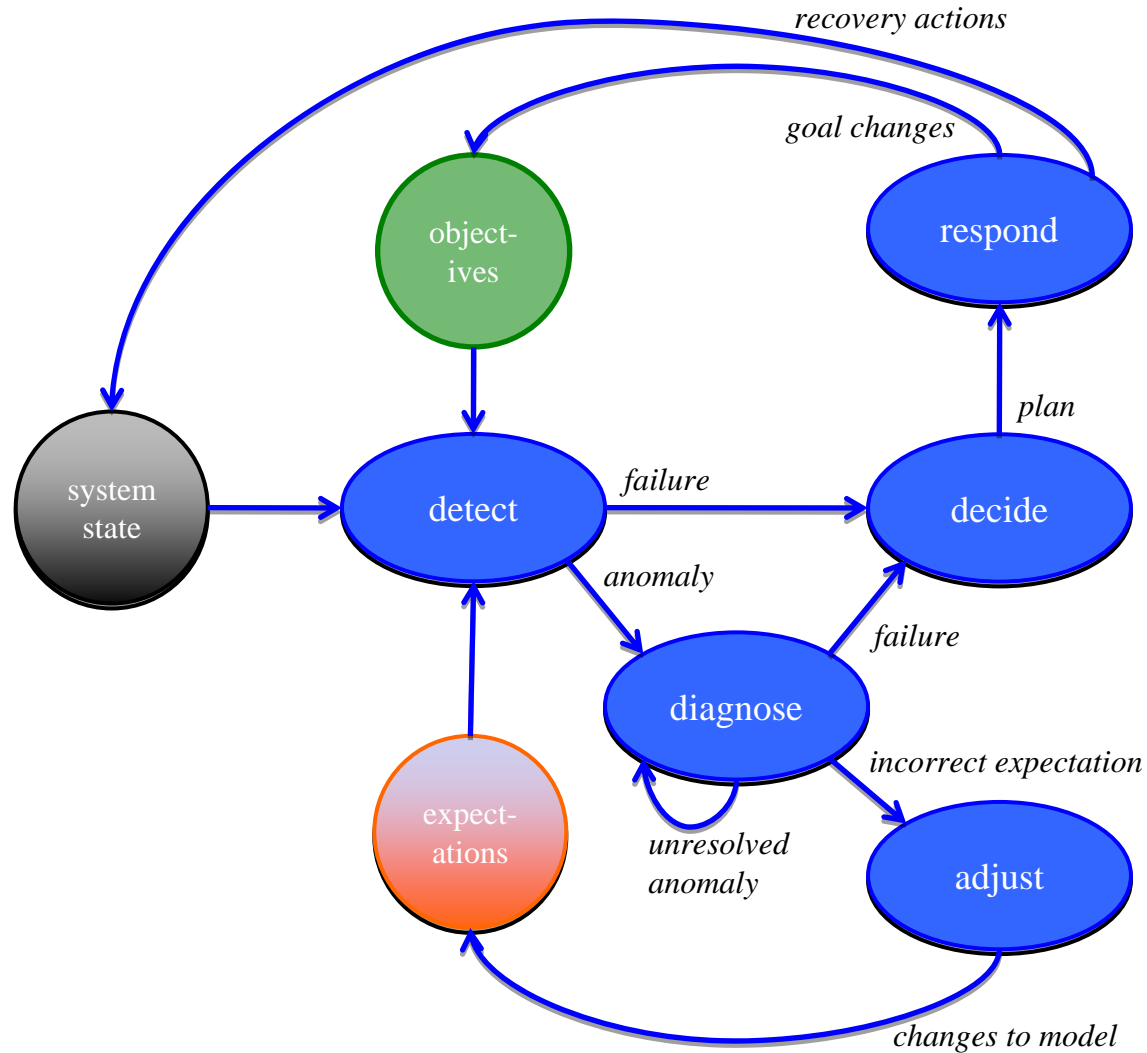 recovery actions
goal changes
respond
object-
ives
plan
system
state
detect
failure
decide
anomaly
failure
diagnose
incorrect expectation
expect-
ations
unresolved
anomaly
adjust
changes to model